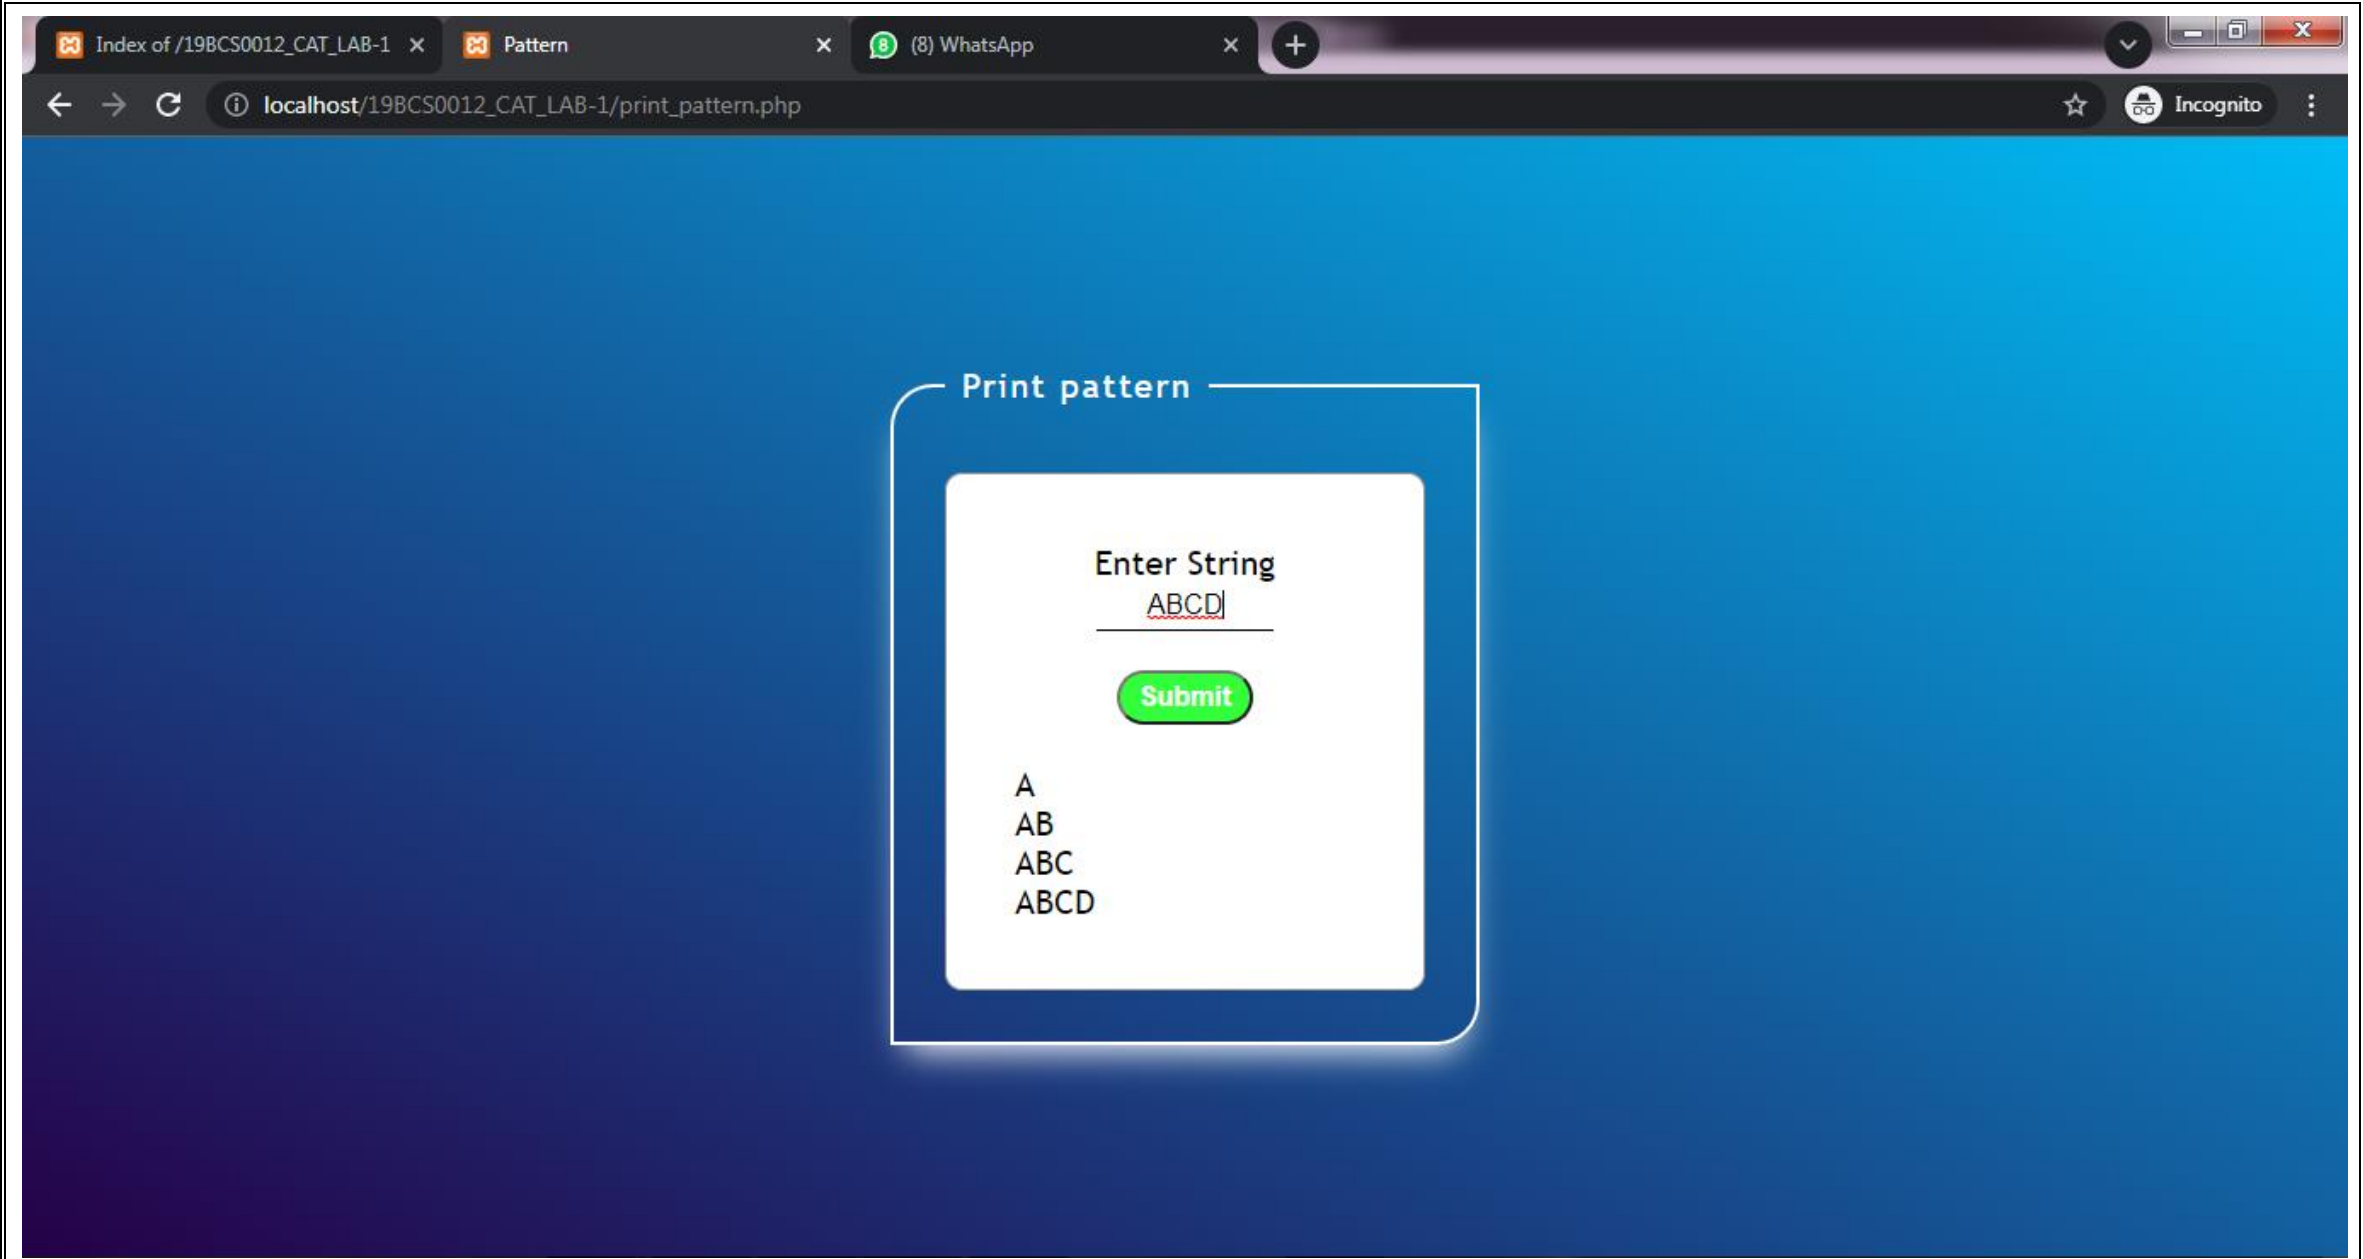 Index of /19BCS0012_CAT_LAB-1
Pattern
(8) WhatsApp
localhost/19BCS0012_CAT_LAB-1/print_pattern.php
Incognito
Print pattern
Enter String
ABCD
Submit
A
AB
ABC
ABCD